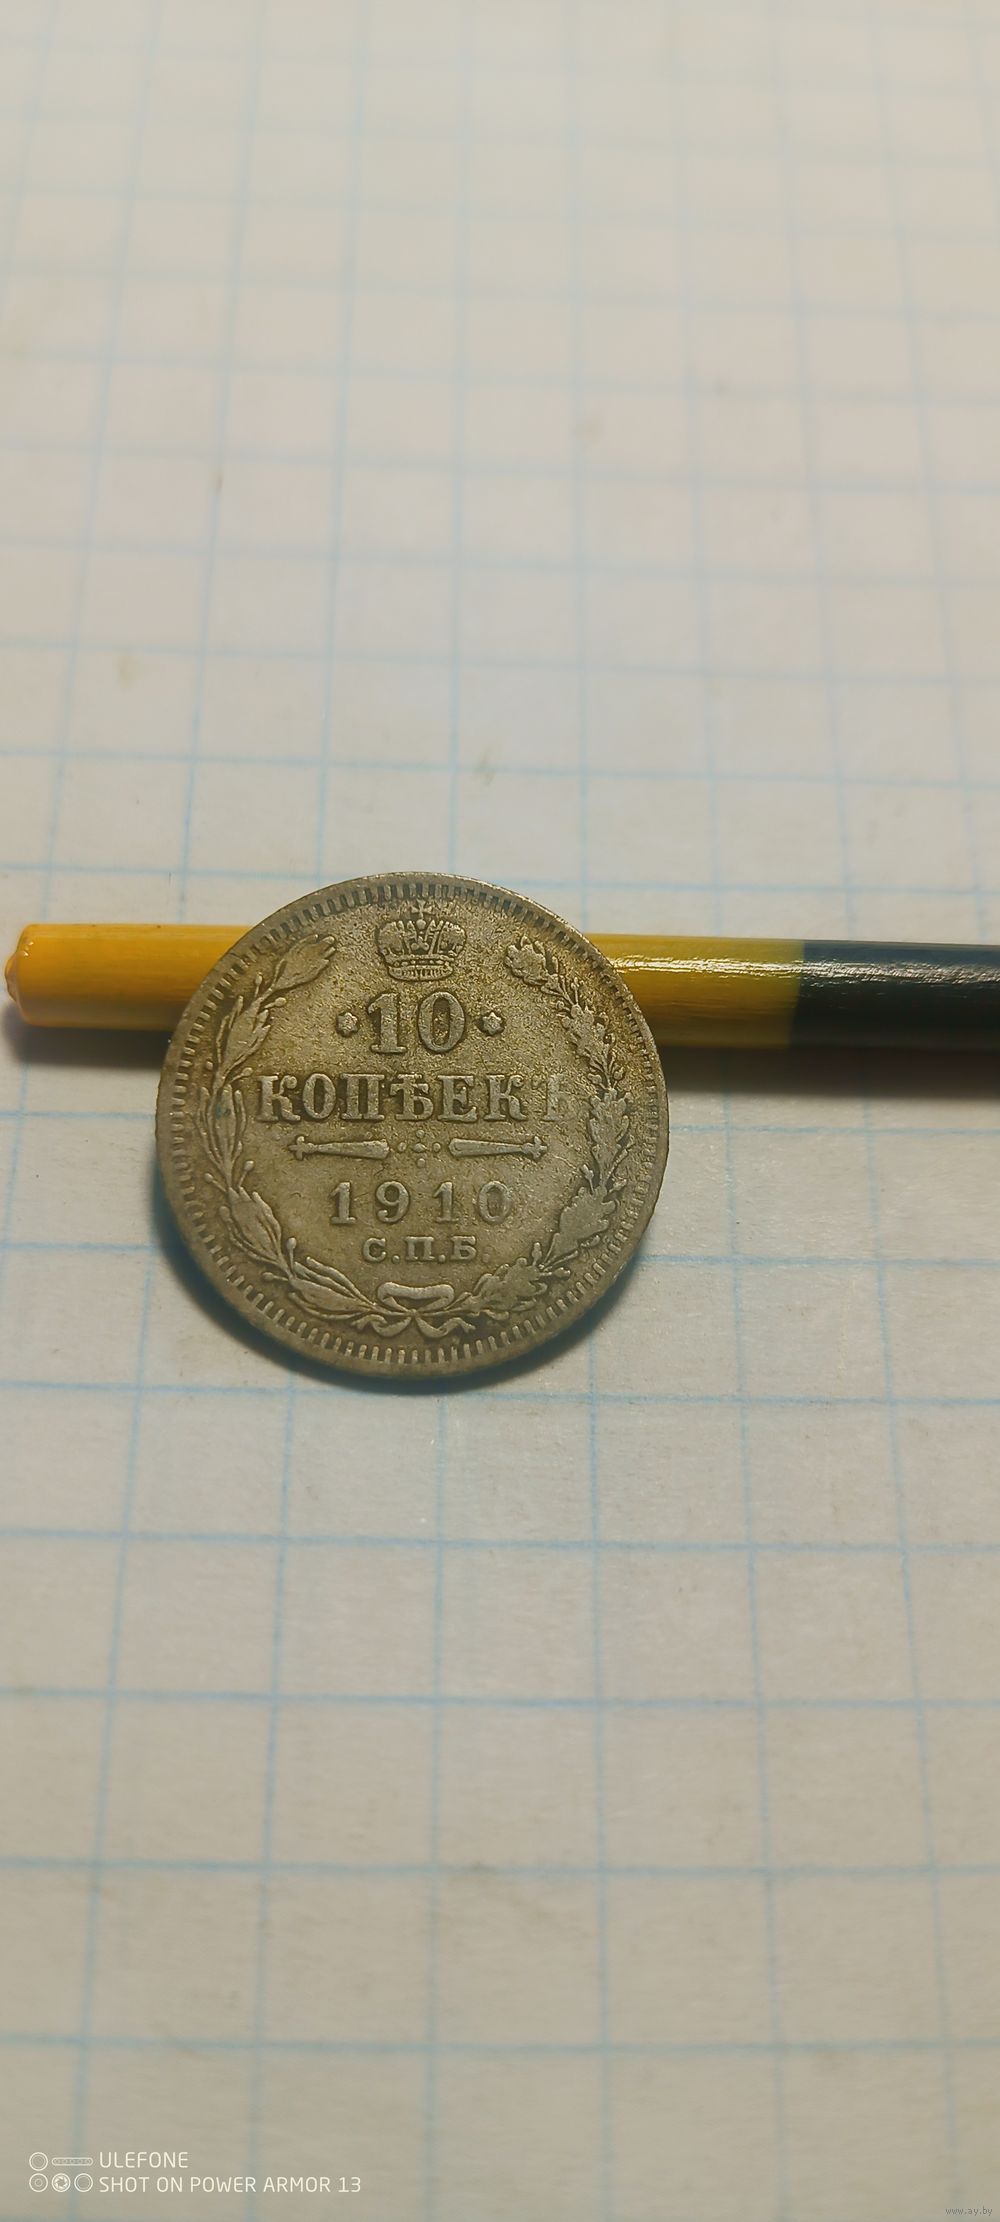 10
КОПѢЕКЪ
1910
С.П.Б.
ULEFONE
SHOT ON POWER ARMOR 13
www.ay.by